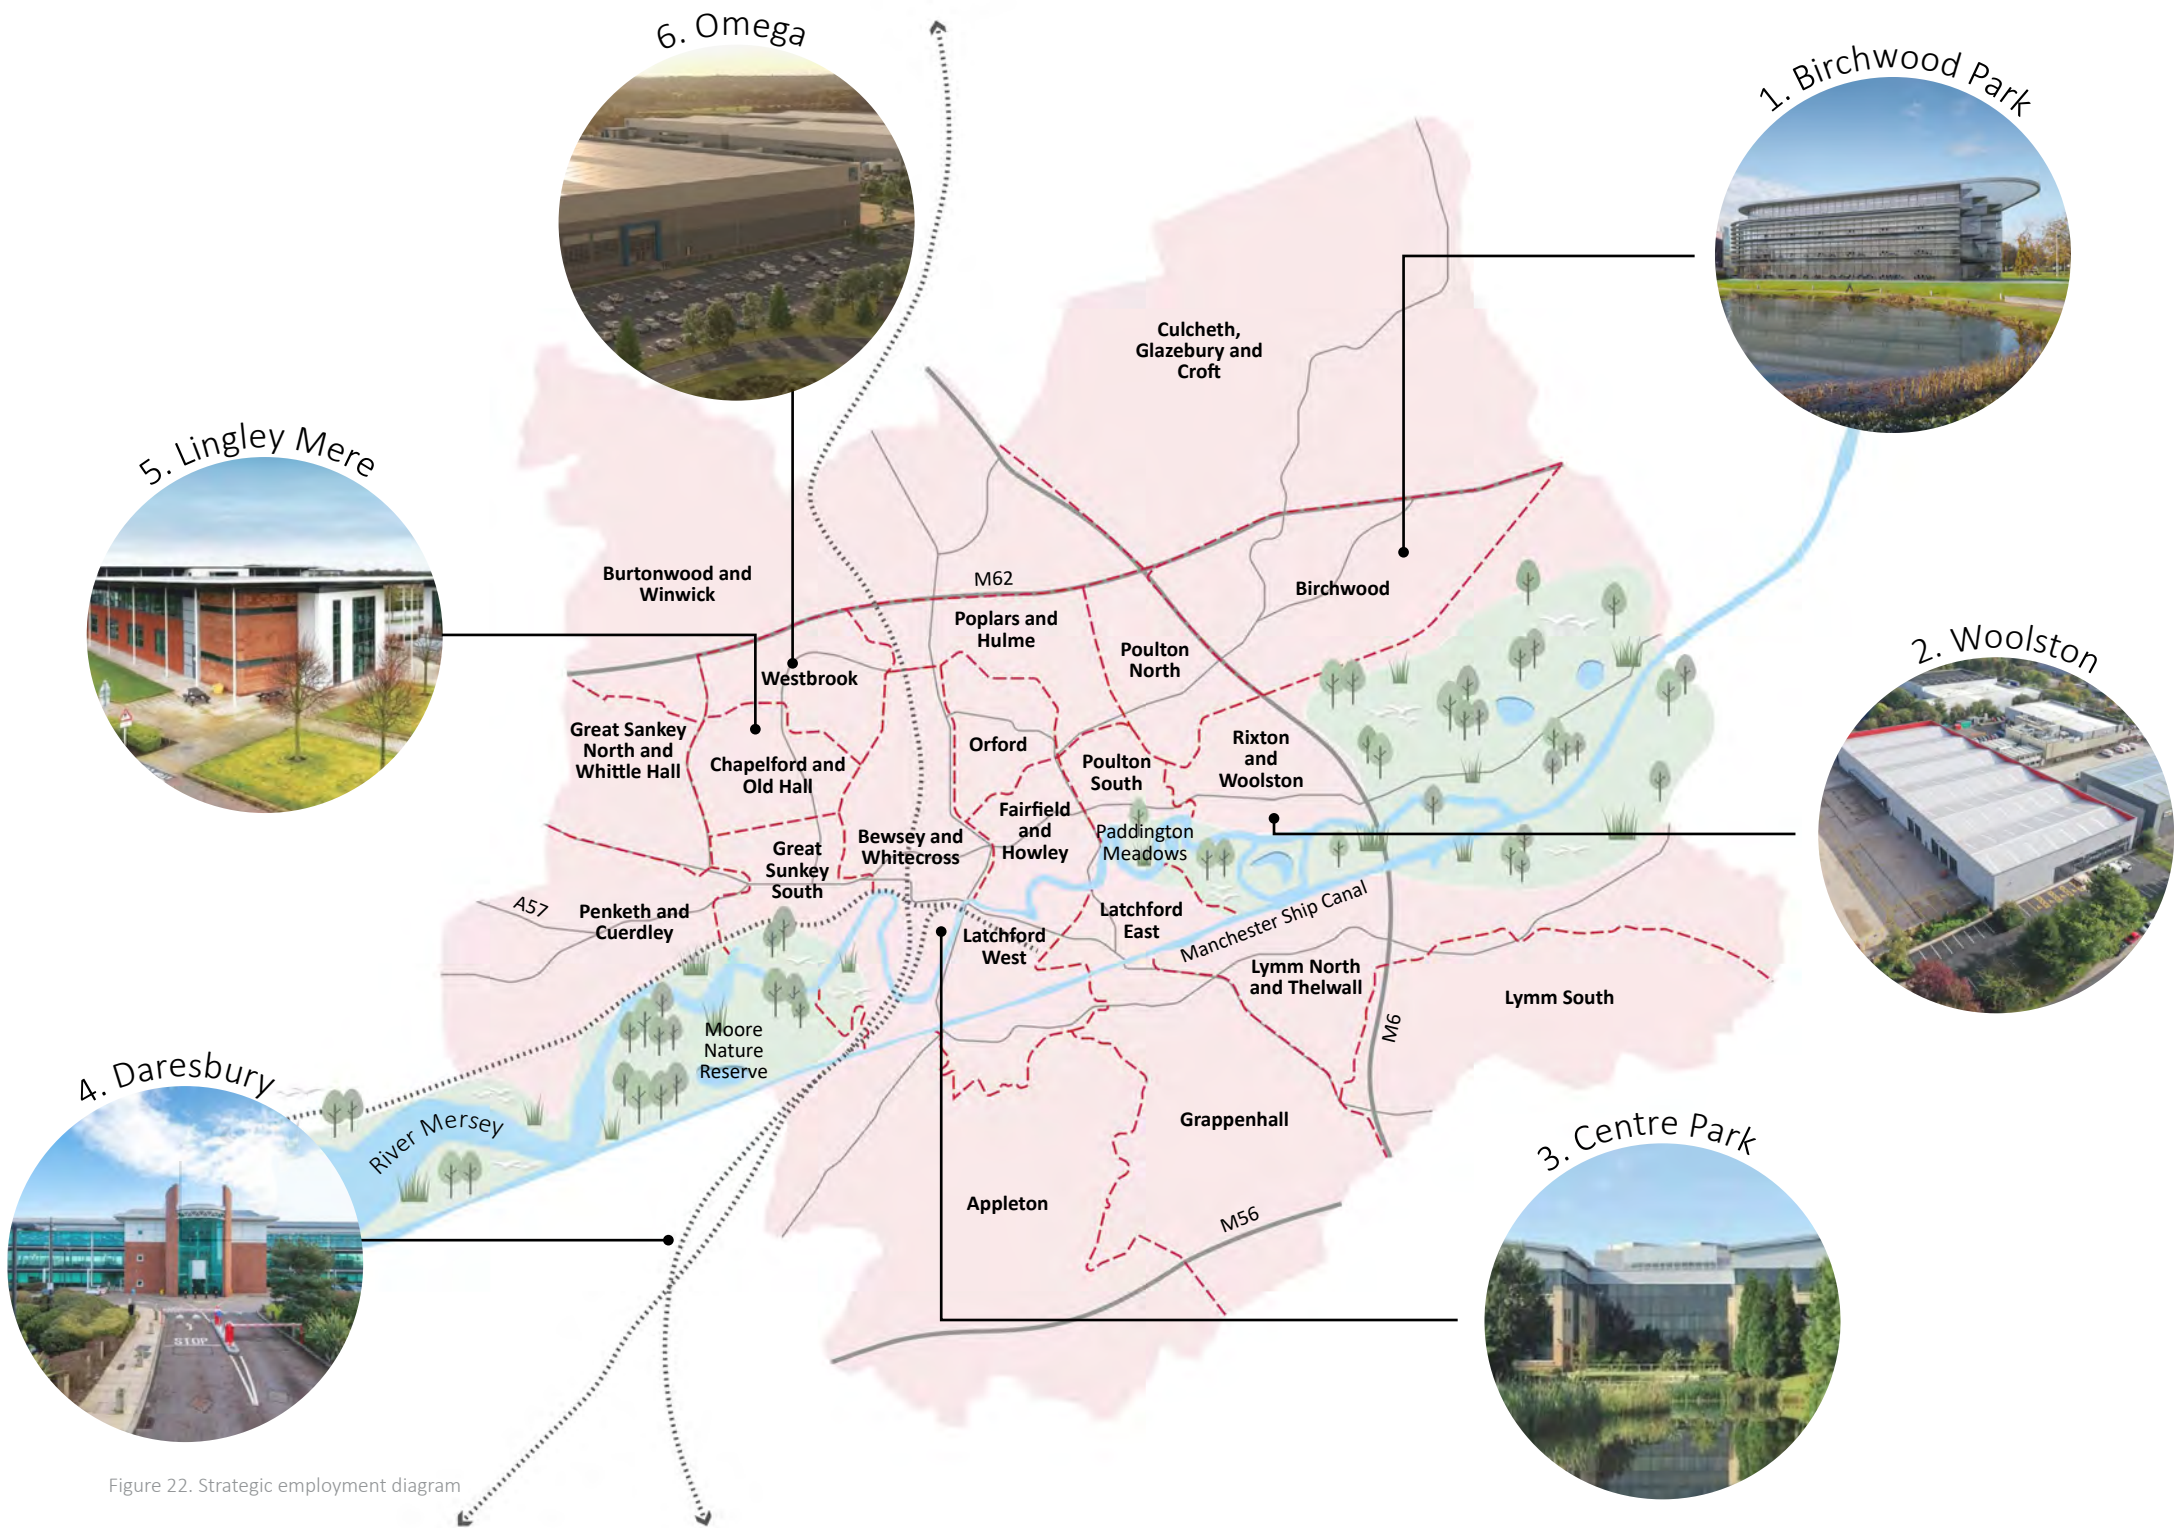 6. Omega
1. Birchwood Park
Culcheth,
Glazebury and
Croft
5. Lingley Mere
Burtonwood and
Winwick
M62
Birchwood
Poplars and
Hulme
Poulton
North
2. Woolston
Westbrook
Great Sankey
North and
Whittle Hall
Chapelford and
Old Hall
Orford
Poulton
South
Rixton
and
Woolston
Fairfield
and
Howley
Paddington
Meadows
Bewsey and
Whitecross
Great
Sunkey
South
A57
Penketh and
Cuerdley
Latchford
East
Manchester Ship Canal
Latchford
West
Lymm North
and Thelwall
Lymm South
M6
Moore
Nature
Reserve
4. Daresbury
River Mersey
Grappenhall
3. Centre Park
Appleton
M56
STOP
Figure 22. Strategic employment diagram